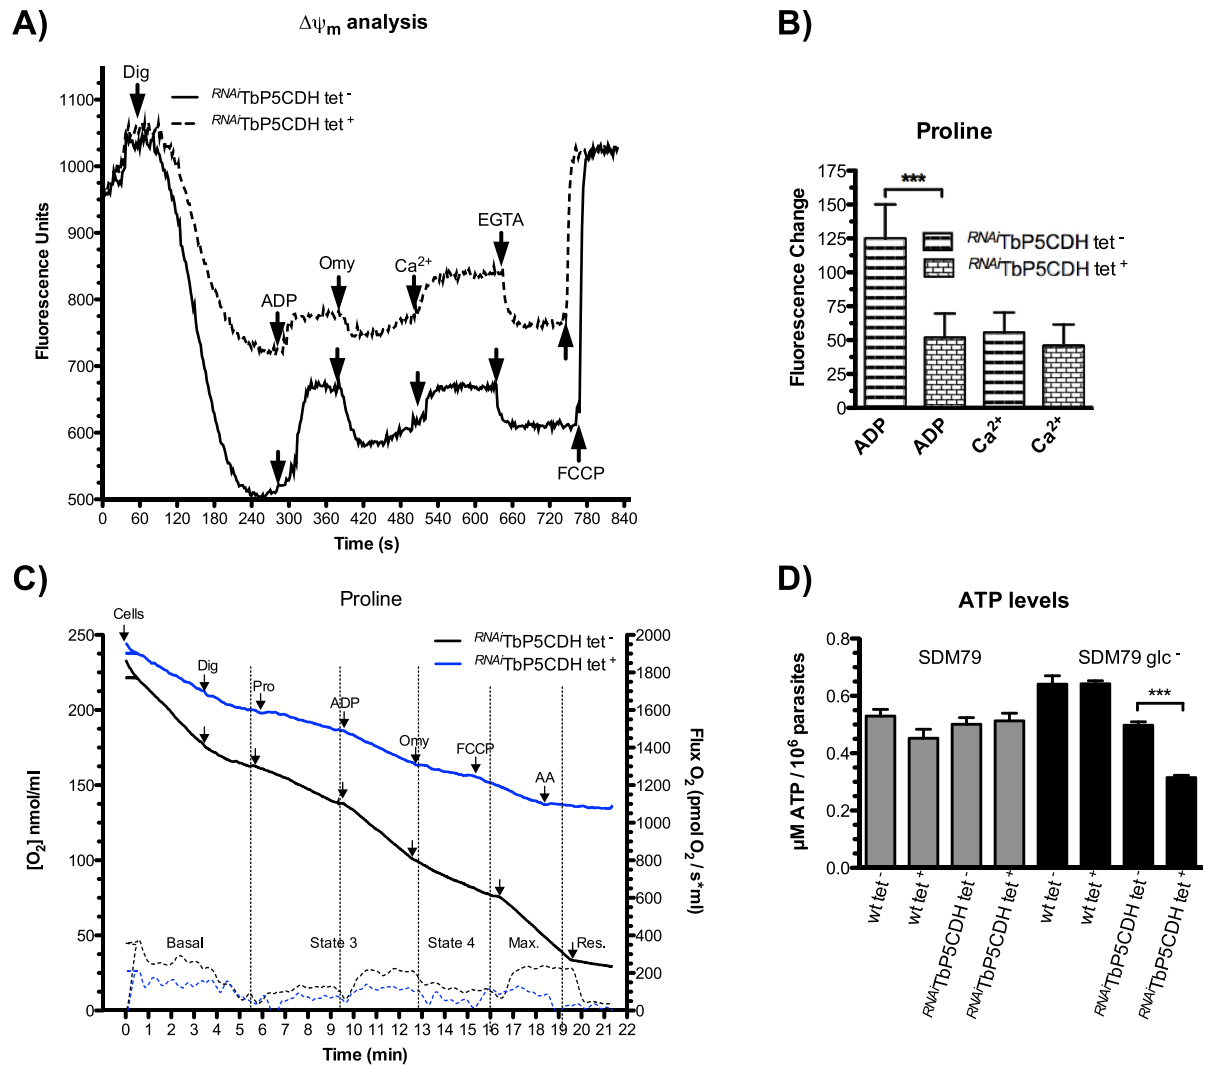 A)
Δψm analysis
Dig
RNAiTbP5CDH tet -
RNAiTbP5CDH tet +
ADP
Omy
Ca2+
EGTA
FCCP
Fluorescence Units
1100
1000
900
800
700
600
500
0 60 120 180 240 300 360 420 480 540 660 720 780 840
Time (s)
B)
Proline
***
RNAiTbP5CDH tet -
RNAiTbP5CDH tet +
Fluorescence Change
175
150
125
100
75
50
25
0
ADP ADP Ca2+ Ca2+
C)
Proline
Cells
RNAiTbP5CDH tet -
RNAiTbP5CDH tet +
Dig
Pro
ADP
Omy
FCCP
AA
Basal State 3 State 4 Max. Res.
[O2] nmol/ml
250
200
150
100
50
0
Flux O2 (pmol O2 / s*ml)
2000
1800
1600
1400
1200
1000
800
600
400
200
0
0 1 2 3 4 5 6 7 8 9 10 11 12 13 14 15 16 17 18 19 20 21 22
Time (min)
D)
ATP levels
SDM79
SDM79 glc -
***
µM ATP / 106 parasites
0.8
0.6
0.4
0.2
0.0
wt tet -
wt tet +
RNAiTbP5CDH tet -
RNAiTbP5CDH tet +
wt tet -
wt tet +
RNAiTbP5CDH tet -
RNAiTbP5CDH tet +